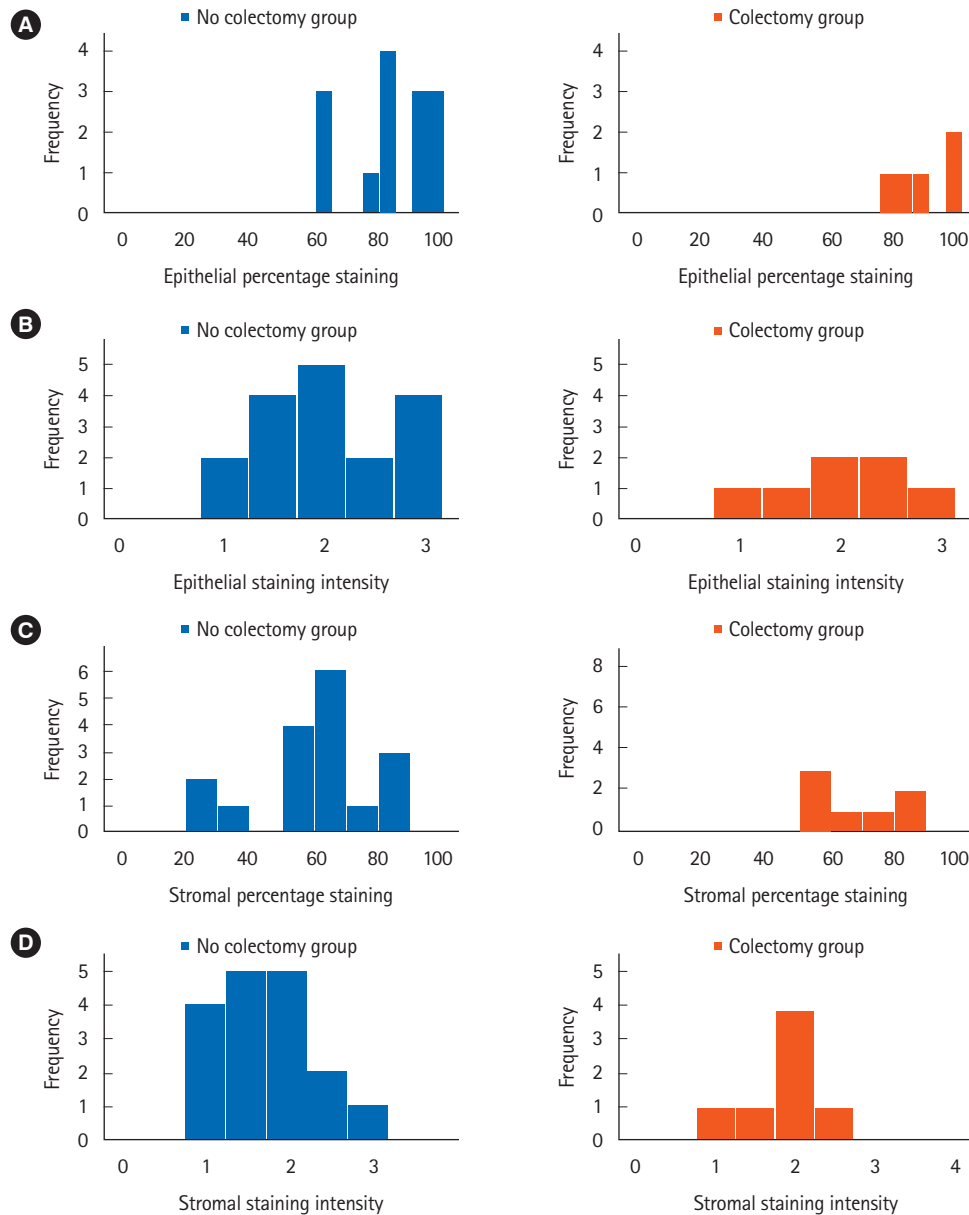 A
No colectomy group
Frequency
4
3
2
1
0
0 20 40 60 80 100
Epithelial percentage staining
Colectomy group
Frequency
4
3
2
1
0
0 20 40 60 80 100
Epithelial percentage staining
B
No colectomy group
Frequency
5
4
3
2
1
0
0 1 2 3
Epithelial staining intensity
Colectomy group
Frequency
5
4
3
2
1
0
0 1 2 3
Epithelial staining intensity
C
No colectomy group
Frequency
6
5
4
3
2
1
0
0 20 40 60 80 100
Stromal percentage staining
Colectomy group
Frequency
8
6
4
2
0
0 20 40 60 80 100
Stromal percentage staining
D
No colectomy group
Frequency
5
4
3
2
1
0
0 1 2 3
Stromal staining intensity
Colectomy group
Frequency
5
4
3
2
1
0
0 1 2 3 4
Stromal staining intensity